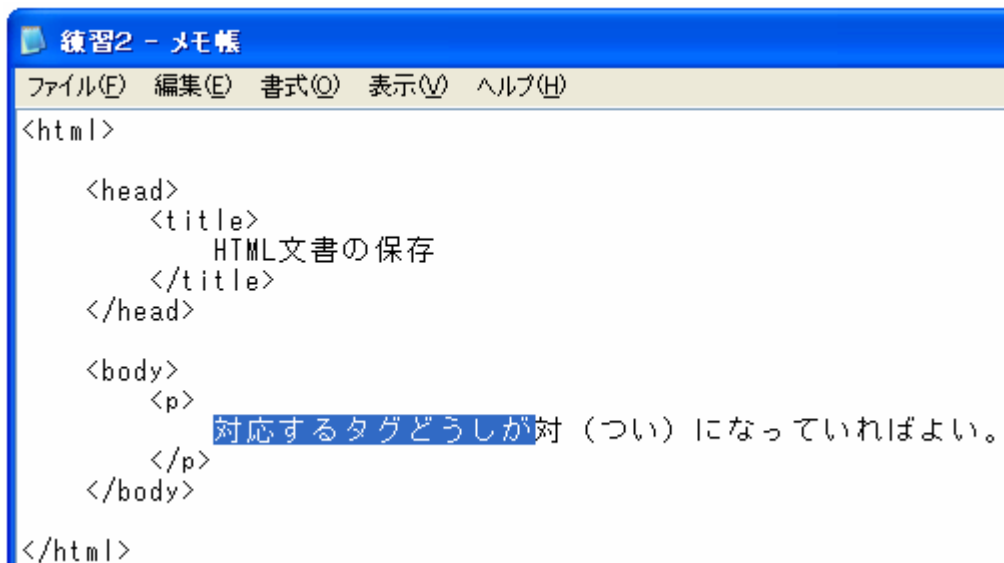 練習2 - メモ帳
ファイル(F) 編集(E) 書式(O) 表示(V) ヘルプ(H)
<html>
<head>
<title>
HTML文書の保存
</title>
</head>
<body>
<p>
対応するタグどうしが対（つい）になっていればよい。
</p>
</body>
</html>